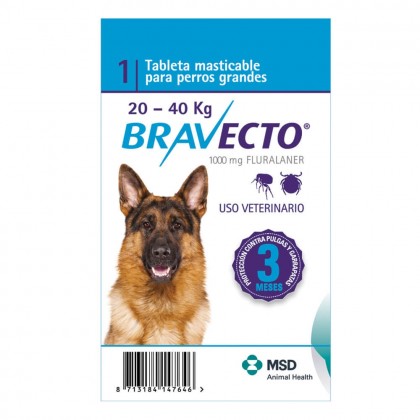 1 Tableta masticable
para perros grandes
20 – 40 Kg
BRAVECTO®
1000 mg FLURALANER
USO VETERINARIO
PROTECCIÓN CONTRA PULGAS Y GARRAPATAS
3
MESES
MSD
Animal Health
8 713184 147646 >